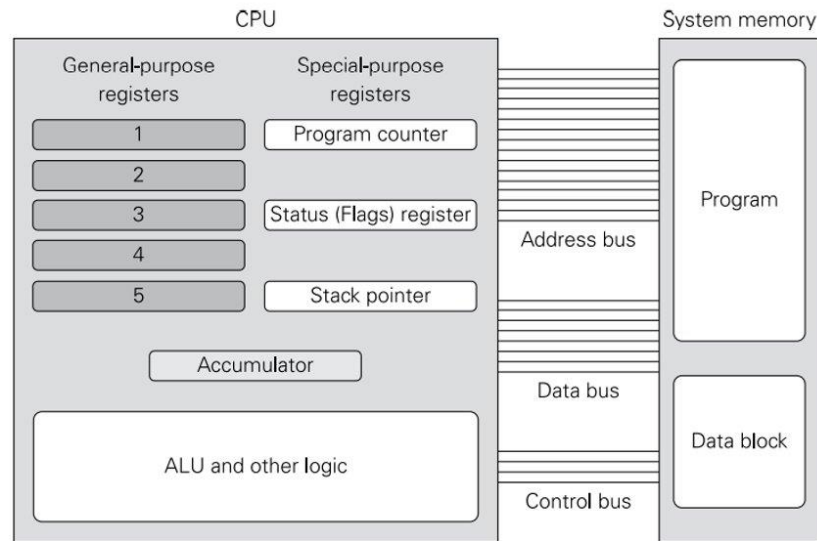 CPU
System memory
General-purpose
registers
Special-purpose
registers
1
Program counter
2
3
Status (Flags) register
4
5
Stack pointer
Accumulator
ALU and other logic
Address bus
Data bus
Control bus
Program
Data block